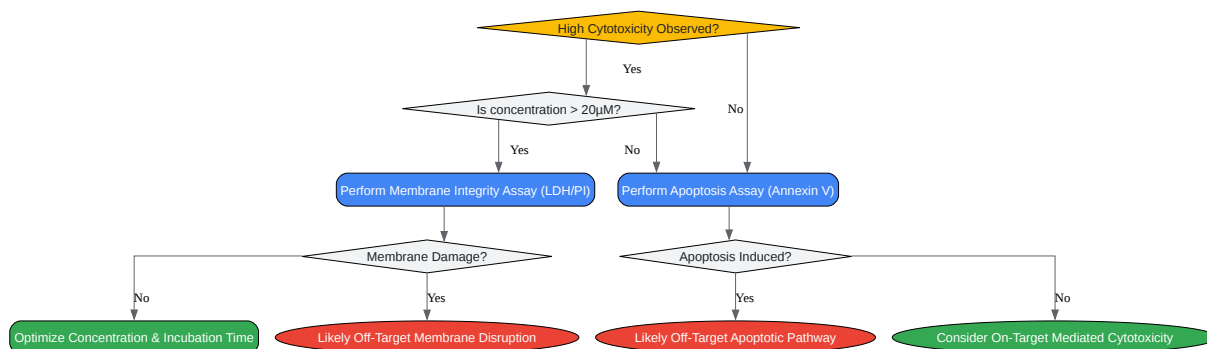 High Cytotoxicity Observed?
Yes
Is concentration > 20µM?
No
Yes
No
Perform Membrane Integrity Assay (LDH/PI)
Perform Apoptosis Assay (Annexin V)
Membrane Damage?
Apoptosis Induced?
No
Yes
Yes
No
Optimize Concentration & Incubation Time
Likely Off-Target Membrane Disruption
Likely Off-Target Apoptotic Pathway
Consider On-Target Mediated Cytotoxicity